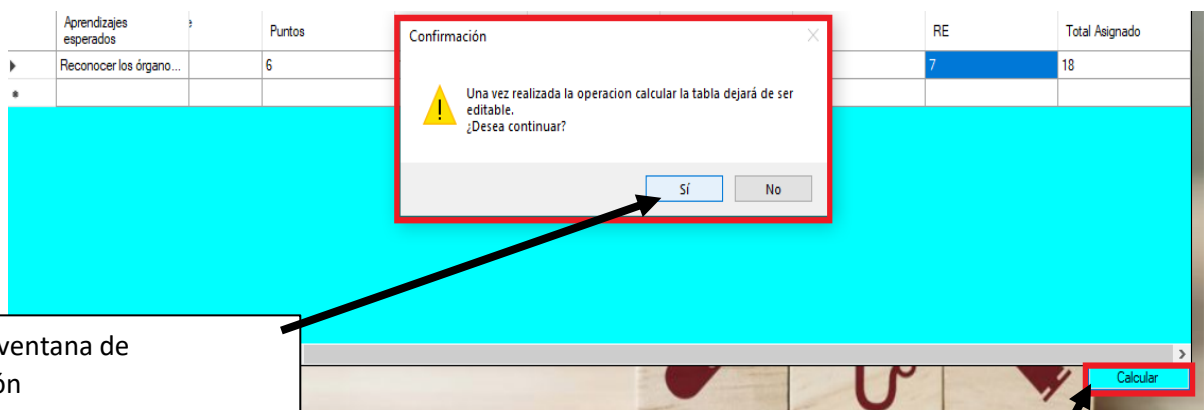 Aprendizajes esperados
Puntos
RE
Total Asignado
Reconocer los órgano...
6
7
18
Confirmación
Una vez realizada la operacion calcular la tabla dejará de ser
editable.
¿Desea continuar?
Sí
No
ventana de
ón
Calcular